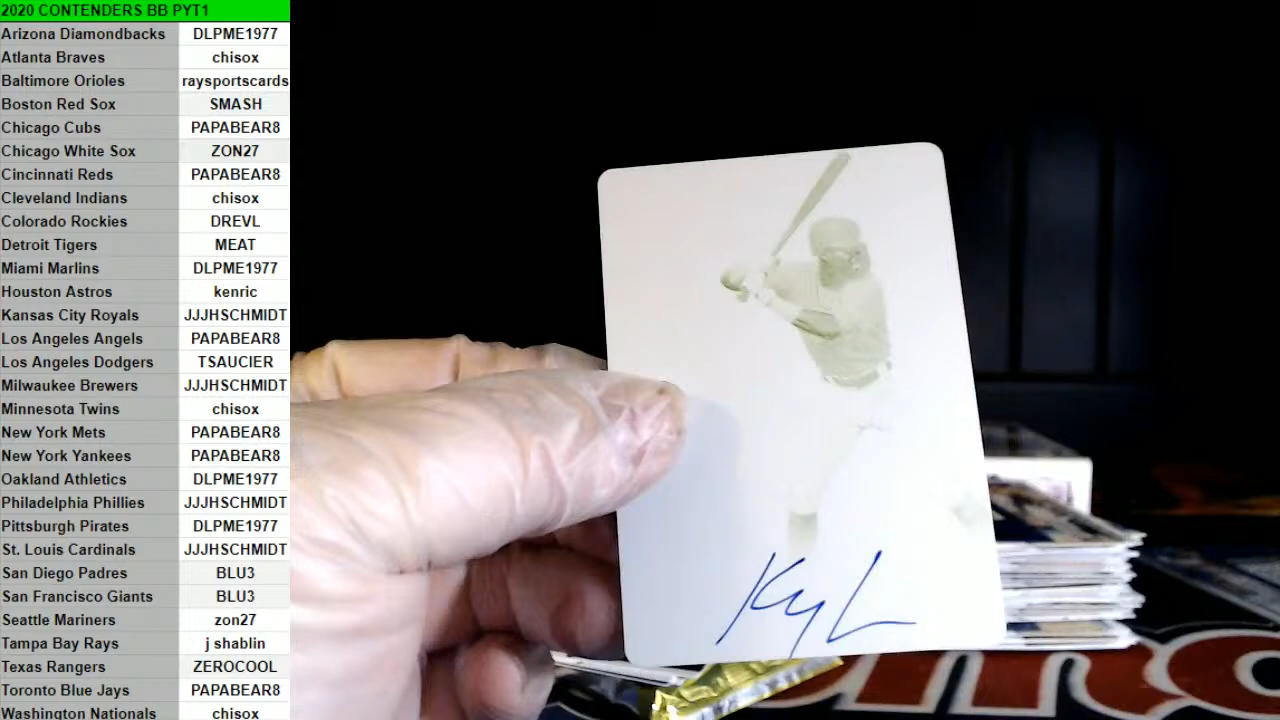 2020 CONTENDERS BB PYT1
Arizona Diamondbacks DLPME1977
Atlanta Braves chisox
Baltimore Orioles raysportscards
Boston Red Sox SMASH
Chicago Cubs PAPABEAR8
Chicago White Sox ZON27
Cincinnati Reds PAPABEAR8
Cleveland Indians chisox
Colorado Rockies DREVL
Detroit Tigers MEAT
Miami Marlins DLPME1977
Houston Astros kenric
Kansas City Royals JJJHSCHMIDT
Los Angeles Angels PAPABEAR8
Los Angeles Dodgers TSAUCIER
Milwaukee Brewers JJJHSCHMIDT
Minnesota Twins chisox
New York Mets PAPABEAR8
New York Yankees PAPABEAR8
Oakland Athletics DLPME1977
Philadelphia Phillies JJJHSCHMIDT
Pittsburgh Pirates DLPME1977
St. Louis Cardinals JJJHSCHMIDT
San Diego Padres BLU3
San Francisco Giants BLU3
Seattle Mariners zon27
Tampa Bay Rays j shablin
Texas Rangers ZEROCOOL
Toronto Blue Jays PAPABEAR8
Washington Nationals chisox
KyL